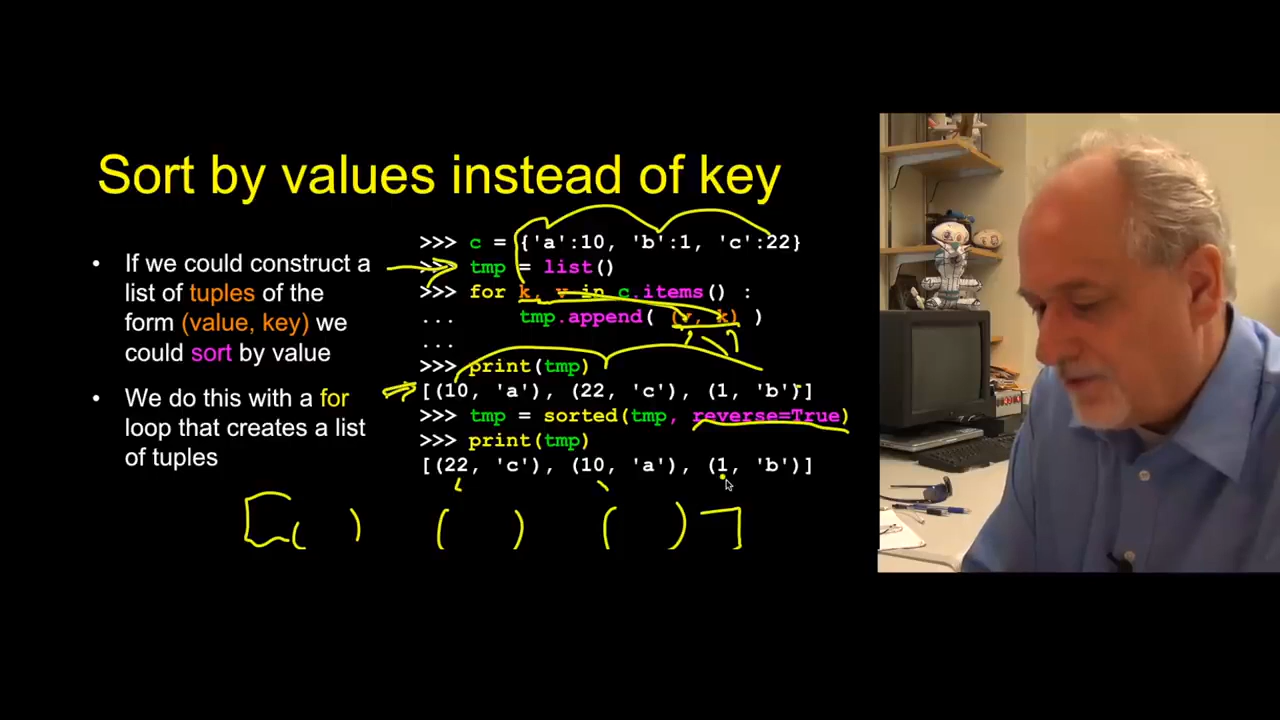 Sort by values instead of key
• If we could construct a
list of tuples of the
form (value, key) we
could sort by value
• We do this with a for
loop that creates a list
of tuples
>>> c = {'a':10, 'b':1, 'c':22}
>>> tmp = list()
>>> for k, v in c.items() :
... tmp.append( (v, k) )
...
>>> print(tmp)
[(10, 'a'), (22, 'c'), (1, 'b')]
>>> tmp = sorted(tmp, reverse=True)
>>> print(tmp)
[(22, 'c'), (10, 'a'), (1, 'b')]
[( ) ( ) ( )]